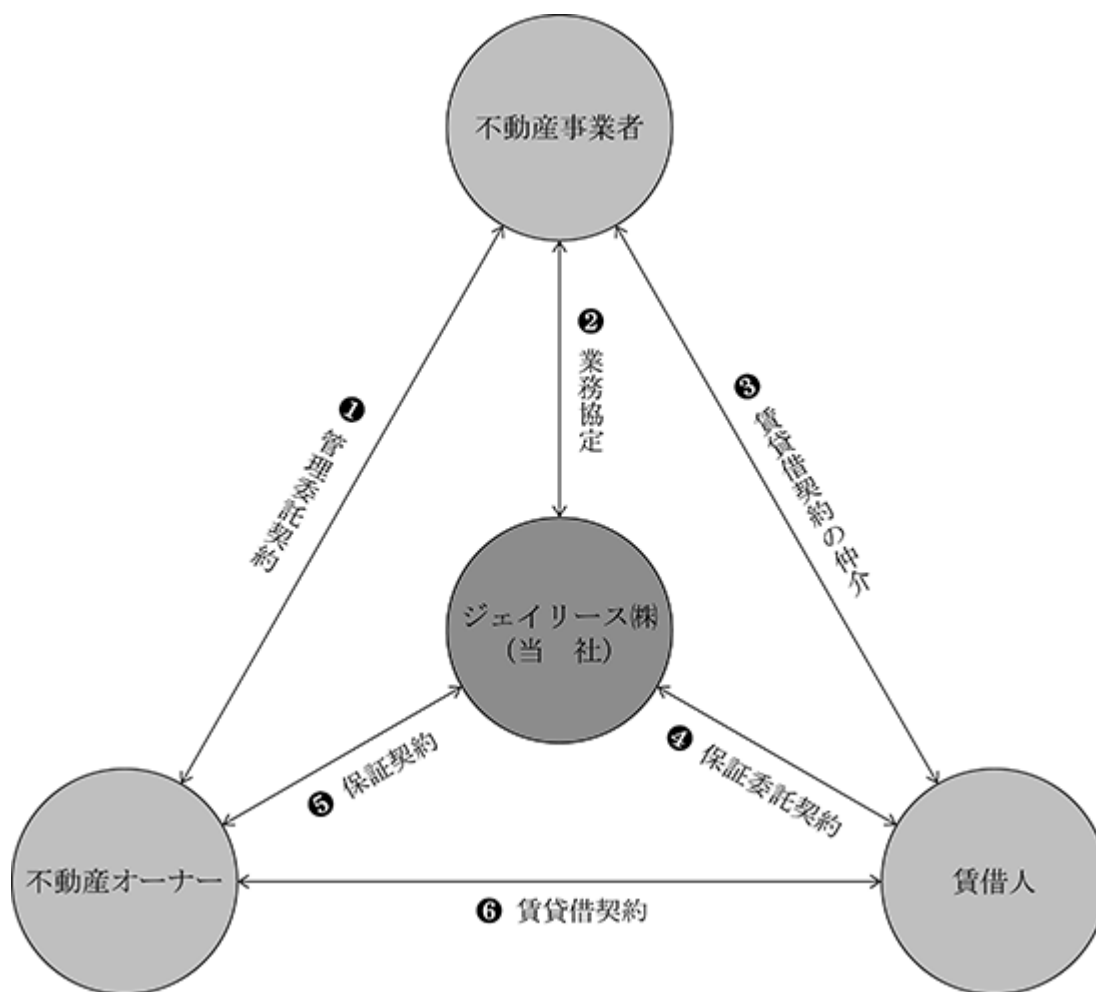 不動産事業者
❶ 管理委託契約
❷ 業務協定
❸ 賃貸借契約の仲介
ジェイリース㈱
（当　社）
❹ 保証委託契約
❺ 保証契約
不動産オーナー
賃借人
❻ 賃貸借契約